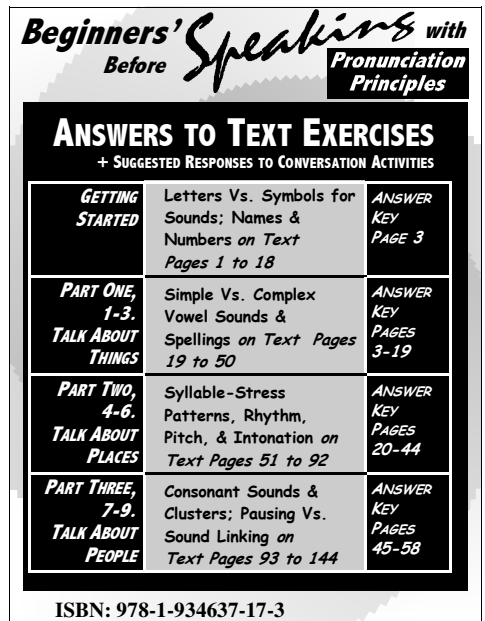 Beginners' Speaking with
Before Pronunciation
Principles
ANSWERS TO TEXT EXERCISES
+ SUGGESTED RESPONSES TO CONVERSATION ACTIVITIES
GETTING STARTED
Letters Vs. Symbols for
Sounds; Names &
Numbers on Text
Pages 1 to 18
ANSWER
KEY
PAGE 3
PART ONE,
1-3.
TALK ABOUT
THINGS
Simple Vs. Complex
Vowel Sounds &
Spellings on Text Pages
19 to 50
ANSWER
KEY
PAGES
3-19
PART TWO,
4-6.
TALK ABOUT
PLACES
Syllable-Stress
Patterns, Rhythm,
Pitch, & Intonation on
Text Pages 51 to 92
ANSWER
KEY
PAGES
20-44
PART THREE,
7-9.
TALK ABOUT
PEOPLE
Consonant Sounds &
Clusters; Pausing Vs.
Sound Linking on
Text Pages 93 to 144
ANSWER
KEY
PAGES
45-58
ISBN: 978-1-934637-17-3